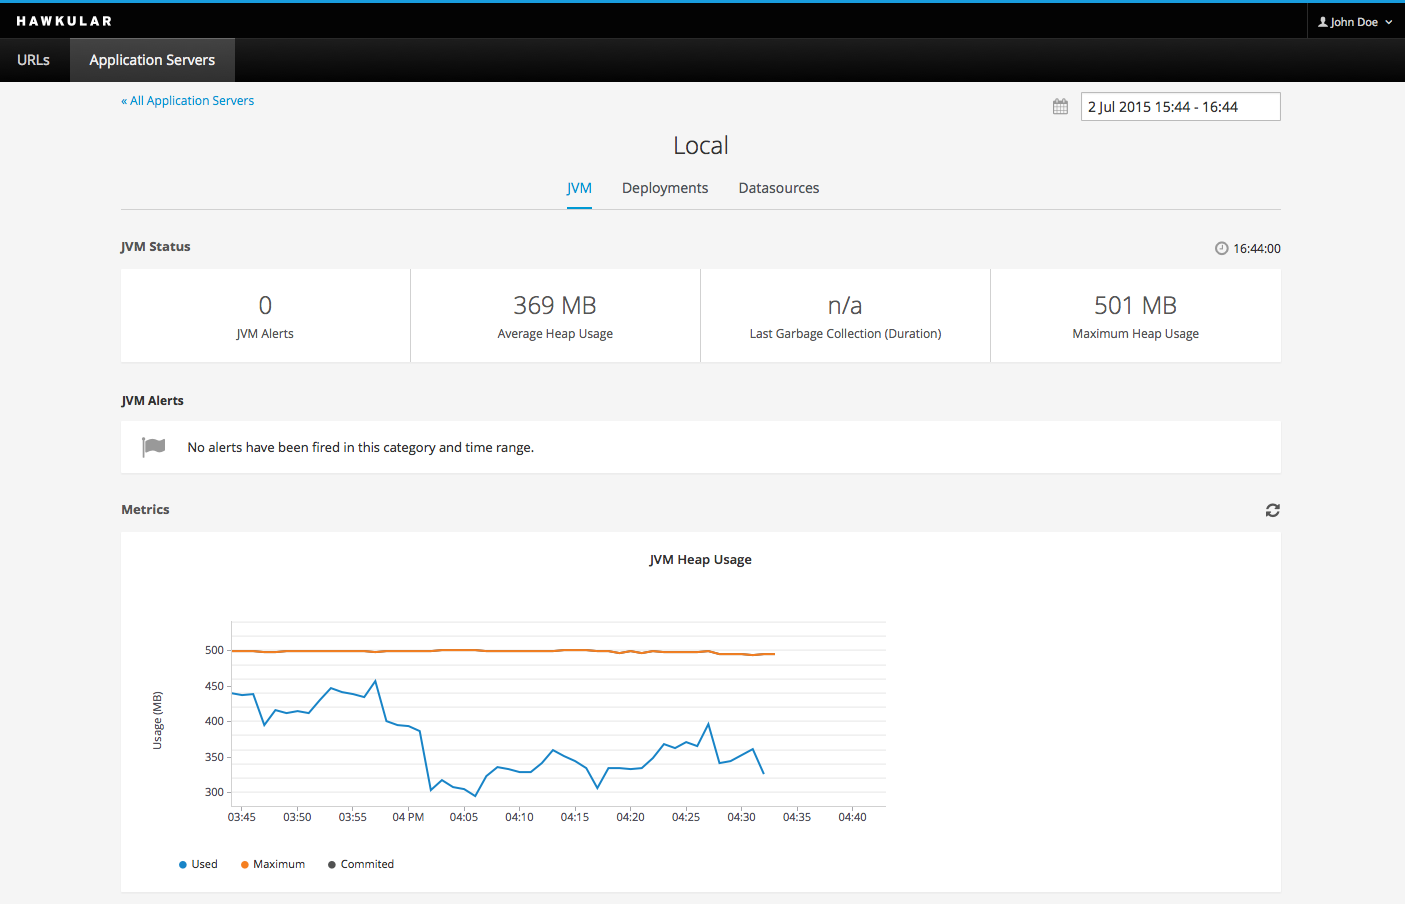 HAWKULAR
John Doe
URLs
Application Servers
« All Application Servers
2 Jul 2015 15:44 - 16:44
Local
JVM
Deployments
Datasources
JVM Status
16:44:00
0
JVM Alerts
369 MB
Average Heap Usage
n/a
Last Garbage Collection (Duration)
501 MB
Maximum Heap Usage
JVM Alerts
No alerts have been fired in this category and time range.
Metrics
JVM Heap Usage
Usage (MB)
500
450
400
350
300
03:45 03:50 03:55 04 PM 04:05 04:10 04:15 04:20 04:25 04:30 04:35 04:40
Used Maximum Commited